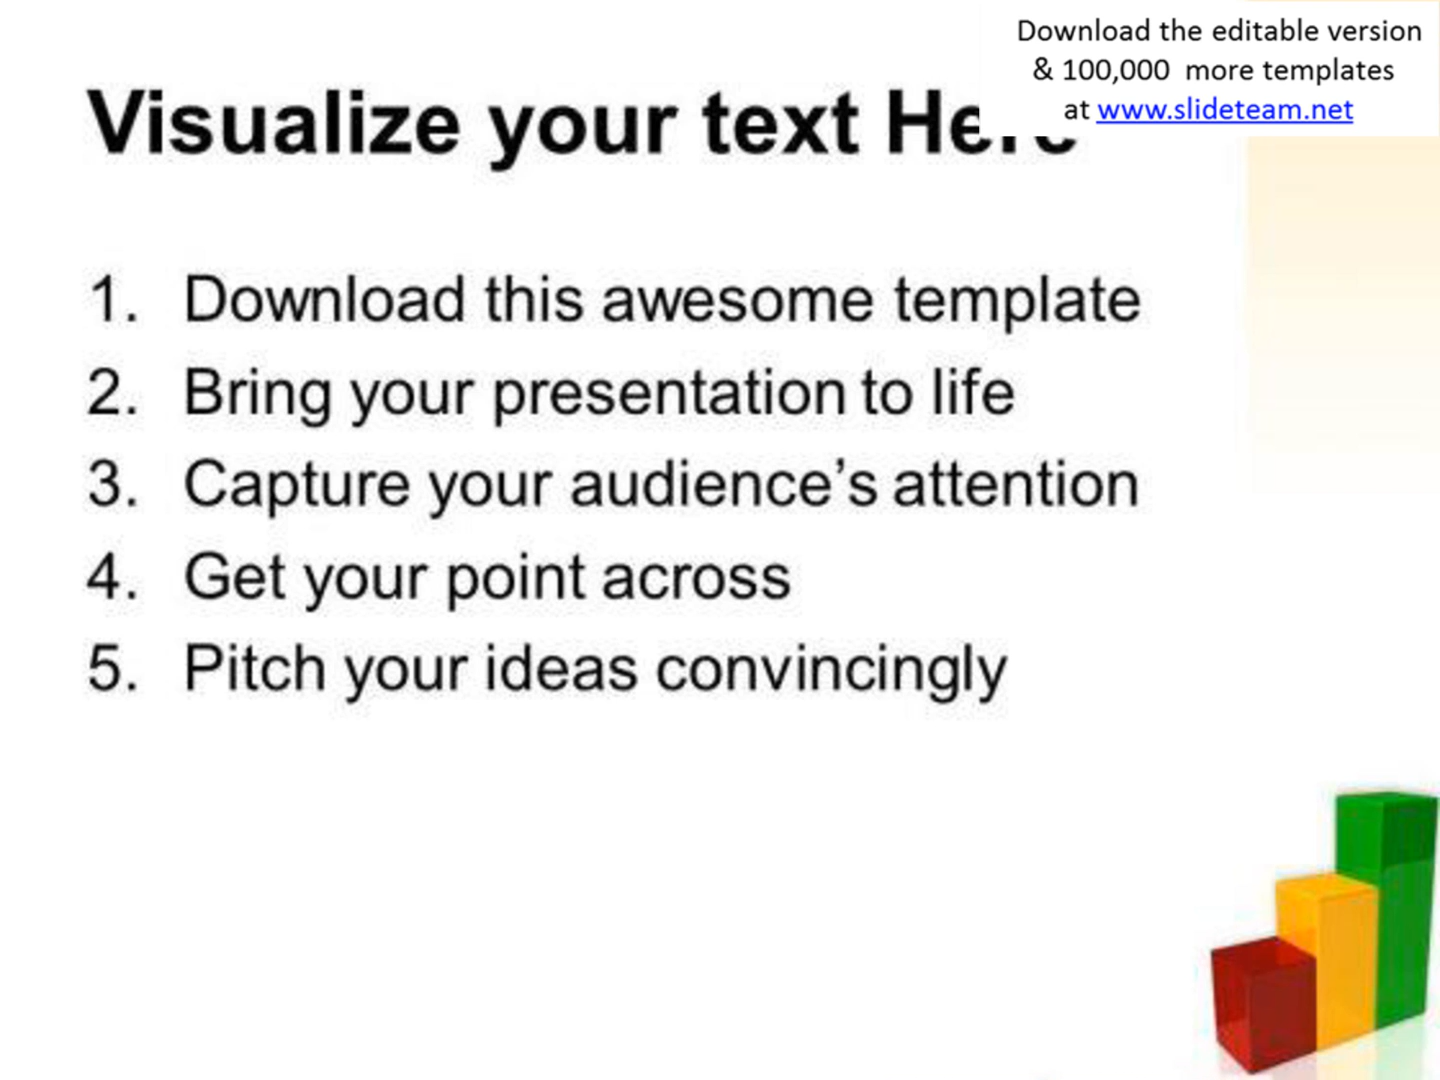 Download the editable version
& 100,000 more templates
at www.slideteam.net
Visualize your text Here
1. Download this awesome template
2. Bring your presentation to life
3. Capture your audience’s attention
4. Get your point across
5. Pitch your ideas convincingly